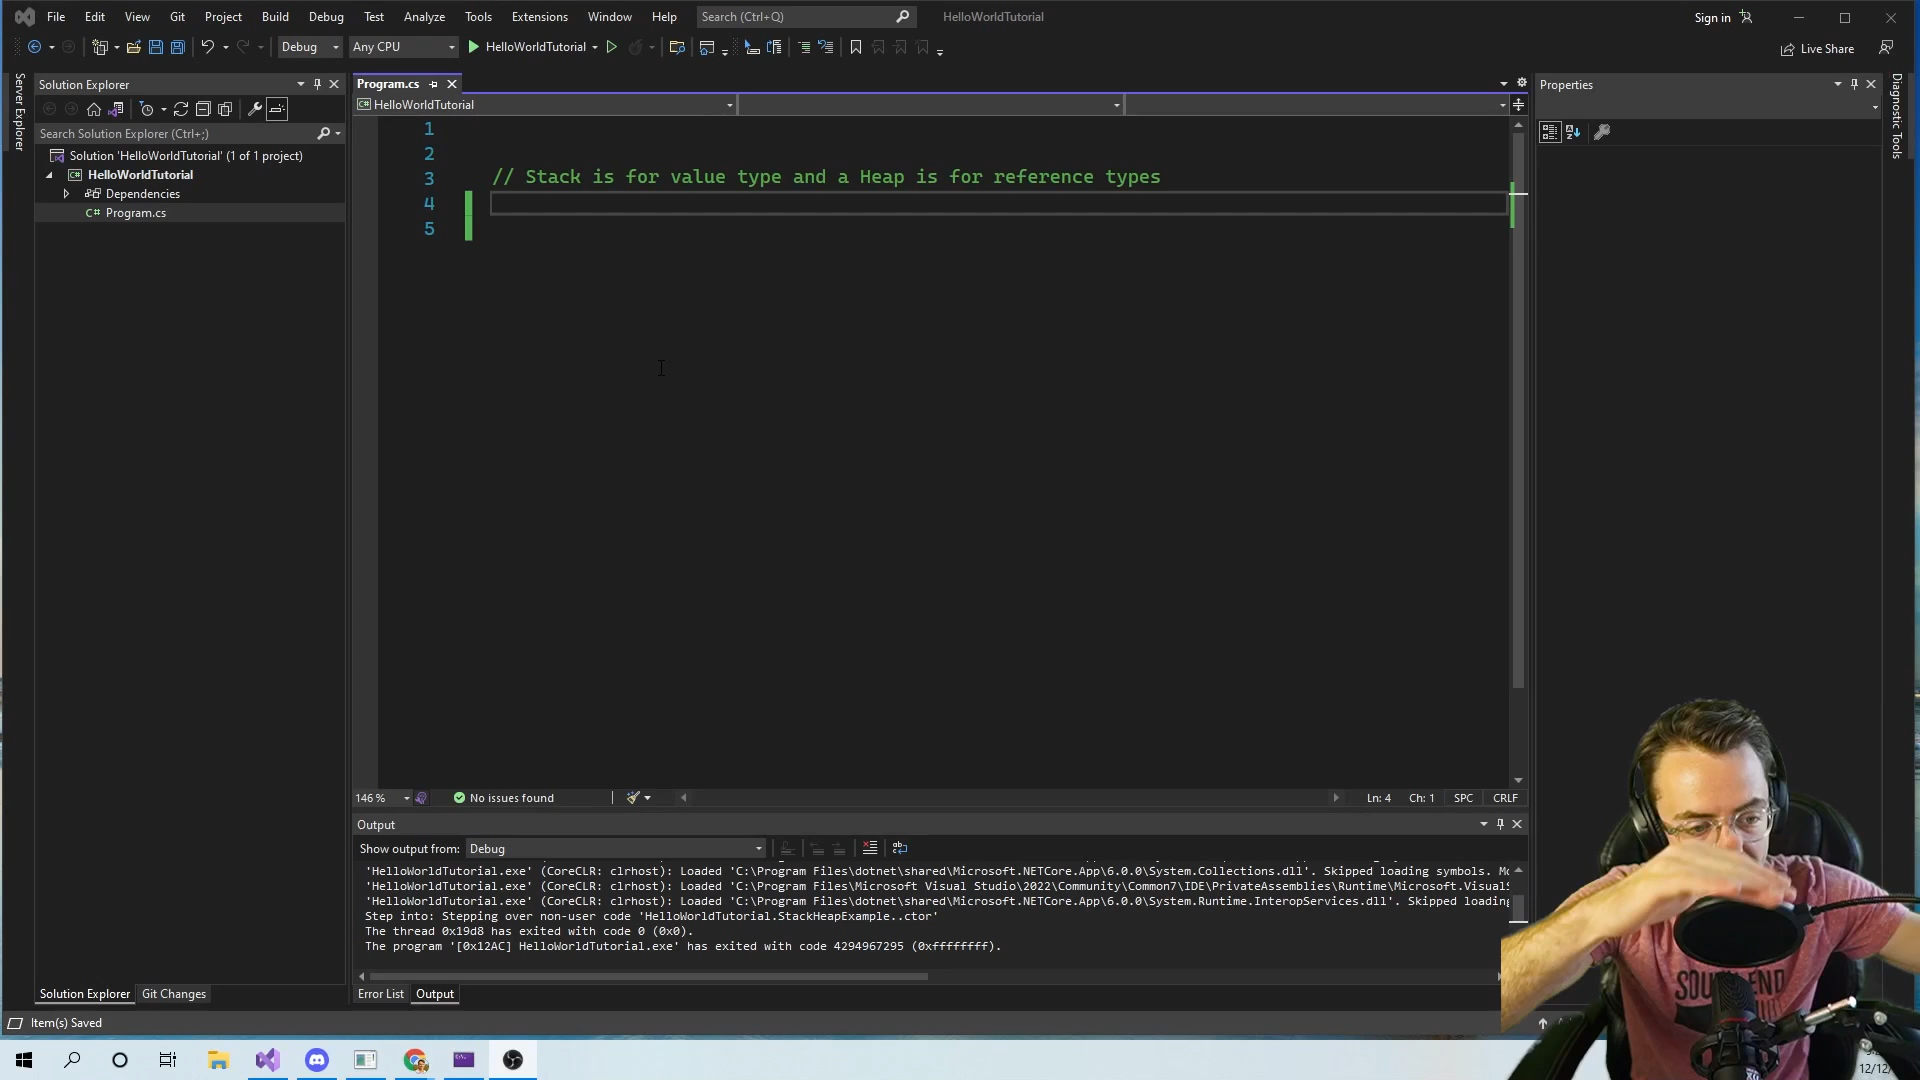 File Edit View Git Project Build Debug Test Analyze Tools Extensions Window Help Search (Ctrl+Q) HelloWorldTutorial Sign in
Debug Any CPU HelloWorldTutorial Live Share
Server Explorer
Solution Explorer
Search Solution Explorer (Ctrl+;)
Solution 'HelloWorldTutorial' (1 of 1 project)
HelloWorldTutorial
Dependencies
C# Program.cs
Program.cs
C# HelloWorldTutorial
1
2
3 // Stack is for value type and a Heap is for reference types
4
5
Properties
Diagnostic Tools
146 % No issues found Ln: 4 Ch: 1 SPC CRLF
Output
Show output from: Debug
'HelloWorldTutorial.exe' (CoreCLR: clrhost): Loaded 'C:\Program Files\dotnet\shared\Microsoft.NETCore.App\6.0.0\System.Collections.dll'. Skipped loading symbols. Mo
'HelloWorldTutorial.exe' (CoreCLR: clrhost): Loaded 'C:\Program Files\Microsoft Visual Studio\2022\Community\Common7\IDE\PrivateAssemblies\Runtime\Microsoft.VisualS
'HelloWorldTutorial.exe' (CoreCLR: clrhost): Loaded 'C:\Program Files\dotnet\shared\Microsoft.NETCore.App\6.0.0\System.Runtime.InteropServices.dll'. Skipped loading
Step into: Stepping over non-user code 'HelloWorldTutorial.StackHeapExample..ctor'
The thread 0x19d8 has exited with code 0 (0x0).
The program '[0x12AC] HelloWorldTutorial.exe' has exited with code 4294967295 (0xffffffff).
Error List Output
Solution Explorer Git Changes
Item(s) Saved
12/12/